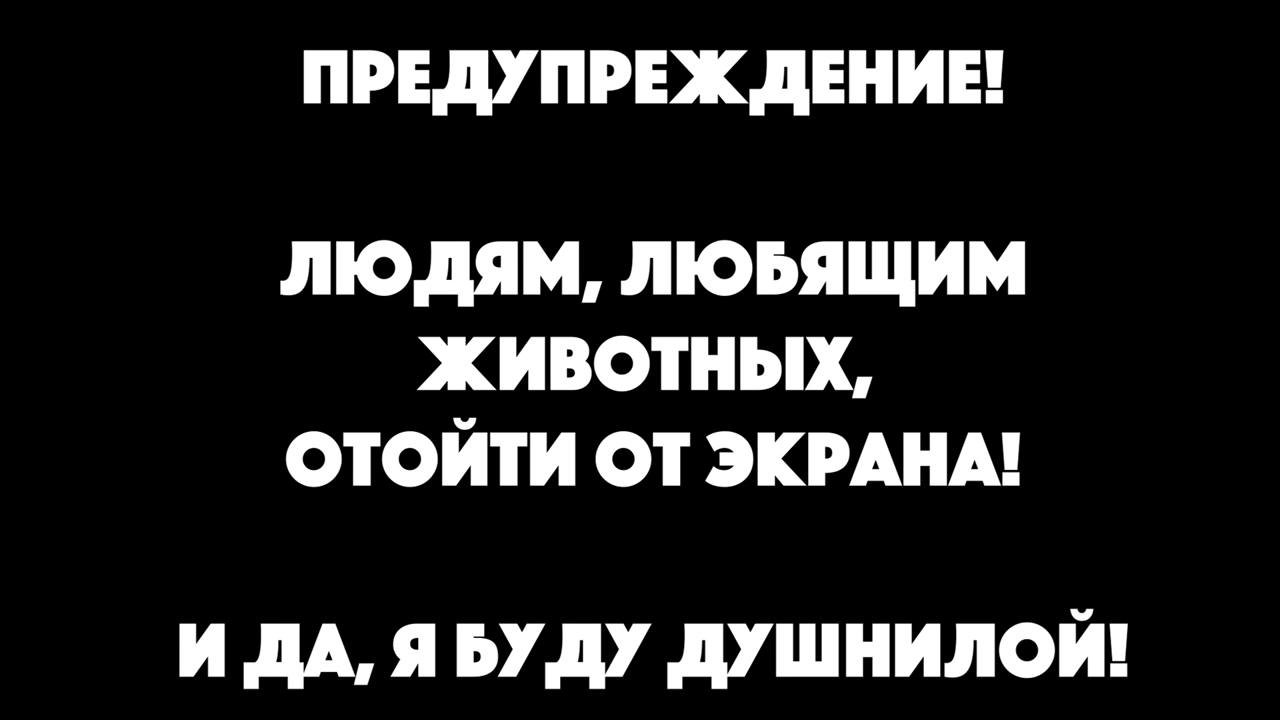 ПРЕДУПРЕЖДЕНИЕ!
ЛЮДЯМ, ЛЮБЯЩИМ
ЖИВОТНЫХ,
ОТОЙТИ ОТ ЭКРАНА!
И ДА, Я БУДУ ДУШНИЛОЙ!